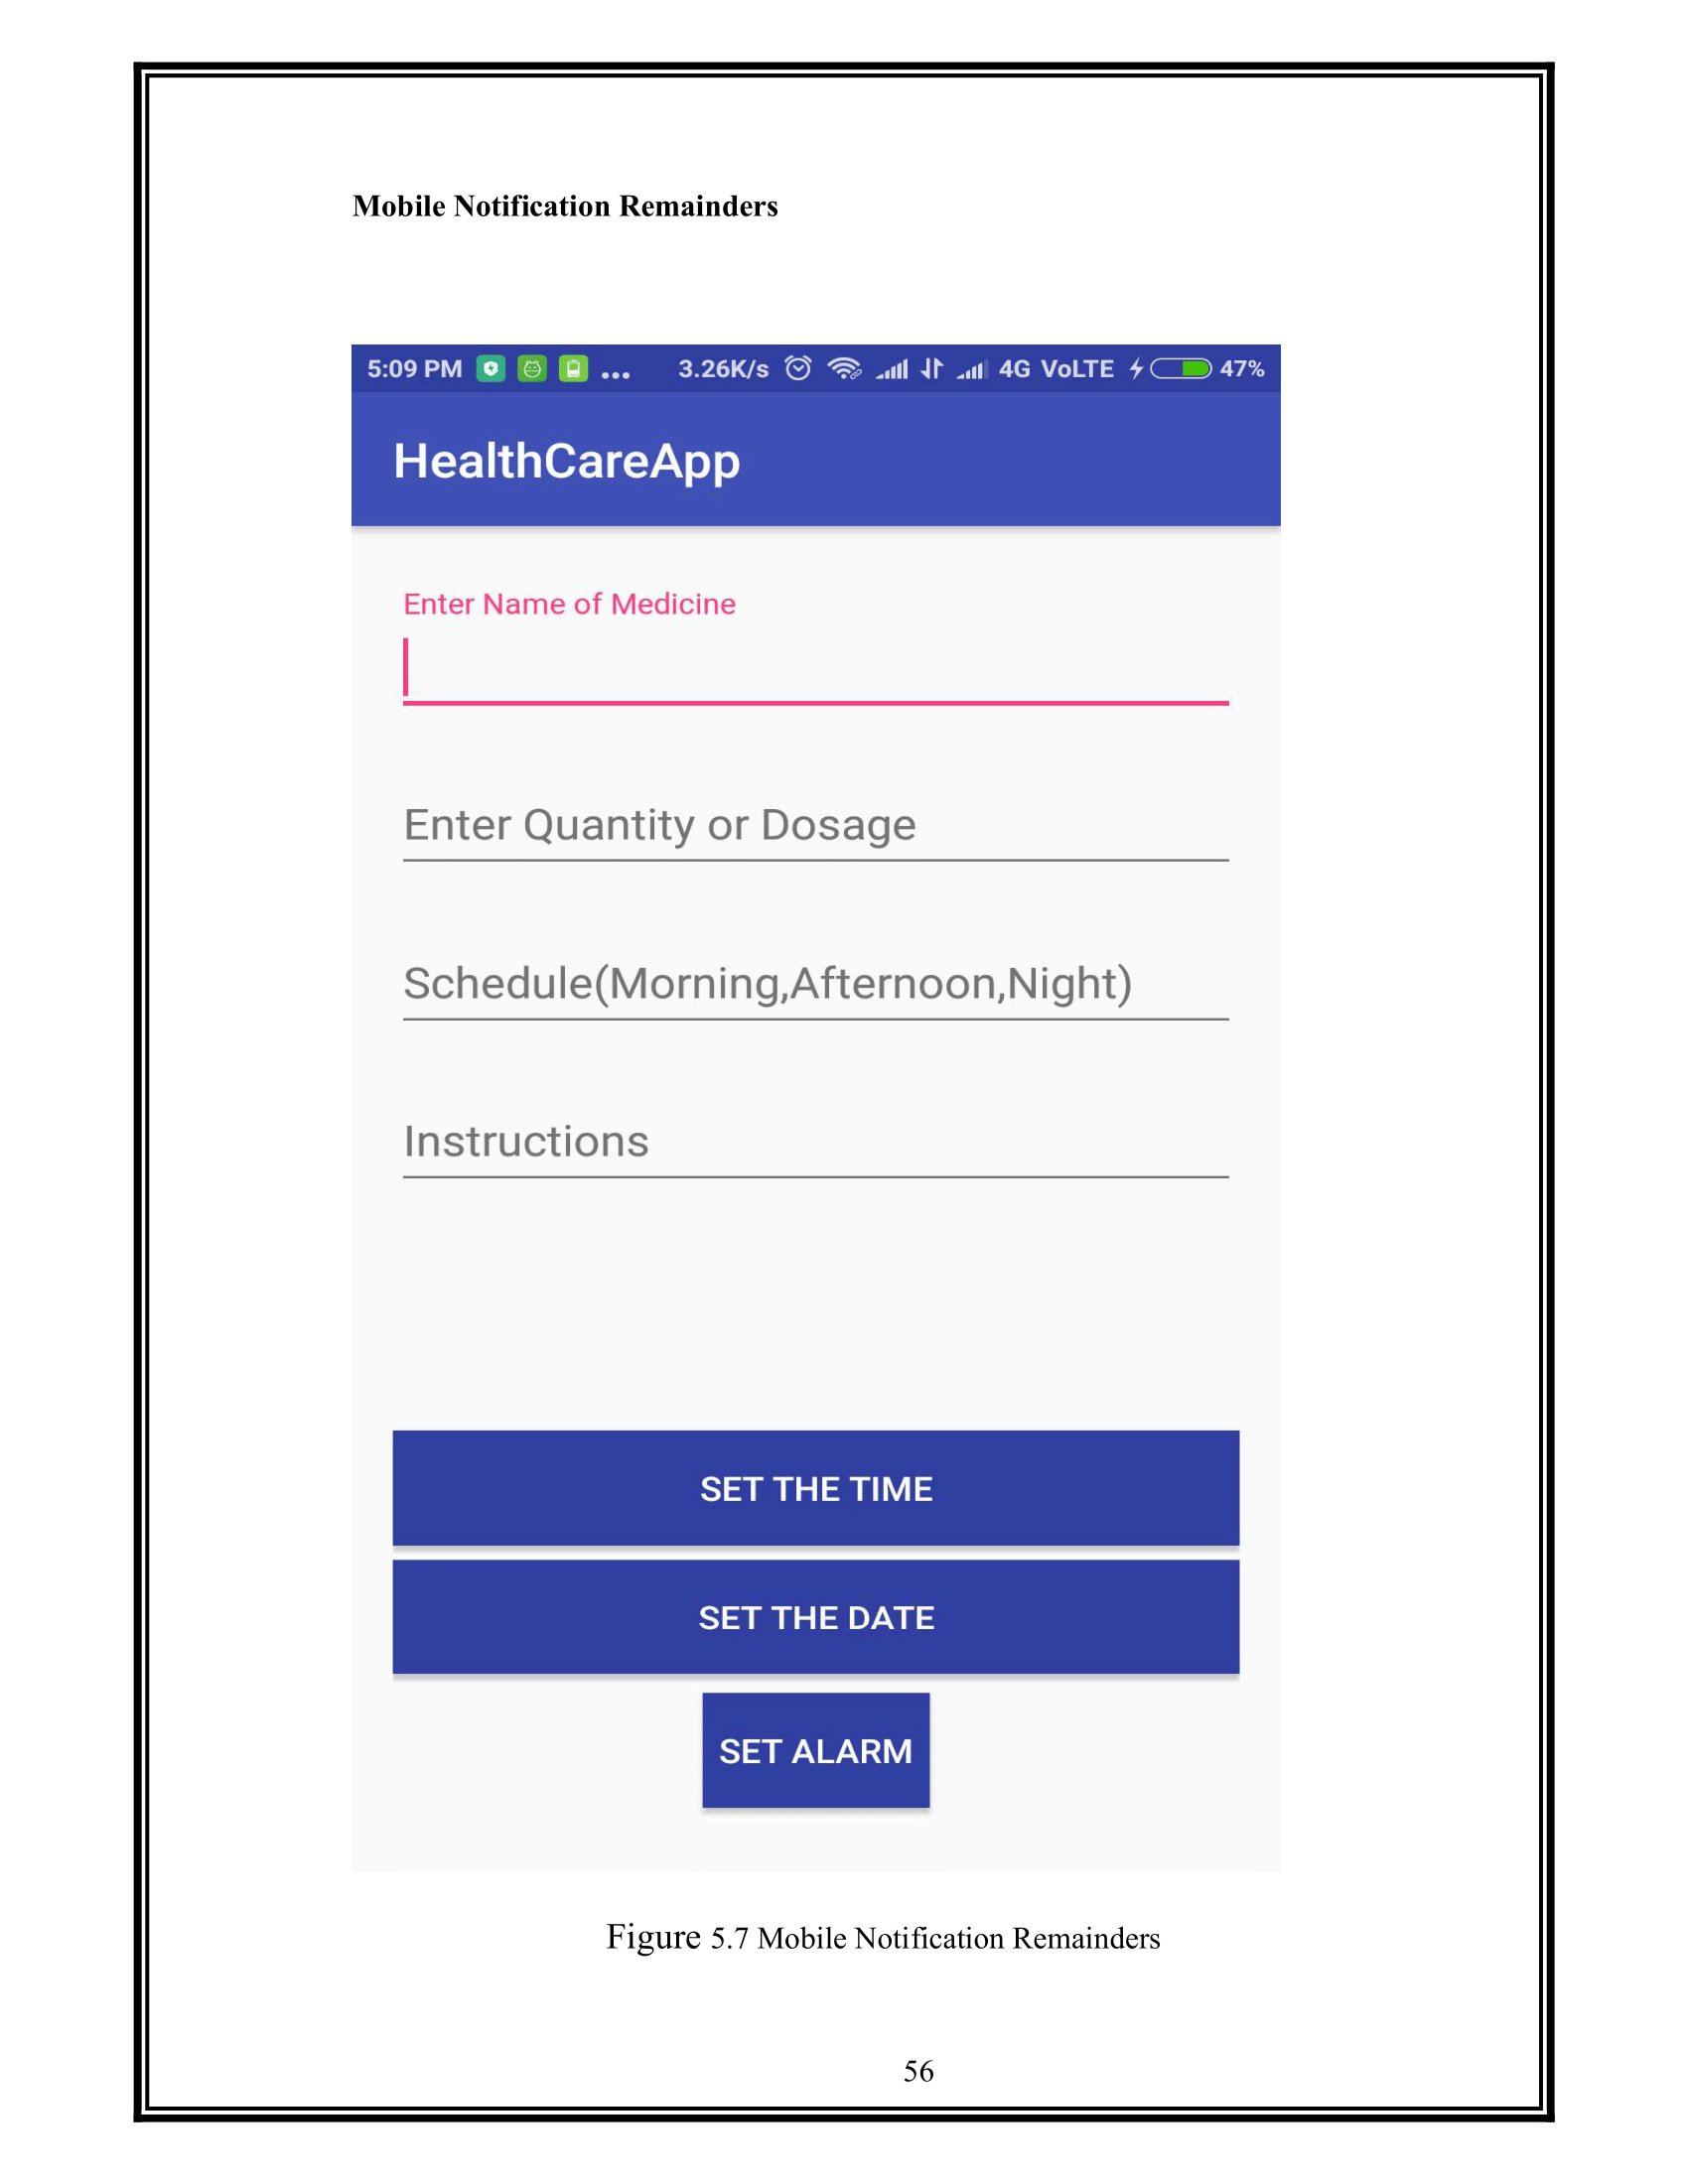 Mobile Notification Remainders
5:09 PM ... 3.26K/s 4G VoLTE 47%
HealthCareApp
Enter Name of Medicine
Enter Quantity or Dosage
Schedule(Morning,Afternoon,Night)
Instructions
SET THE TIME
SET THE DATE
SET ALARM
Figure 5.7 Mobile Notification Remainders
56